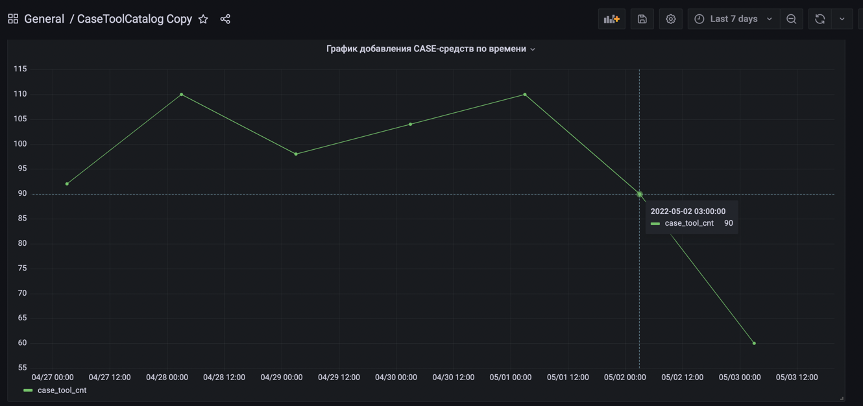 General / CaseToolCatalog Copy
Last 7 days
График добавления CASE-средств по времени
115
110
105
100
95
90
85
80
75
70
65
60
55
2022-05-02 03:00:00
case_tool_cnt 90
04/27 00:00 04/27 12:00 04/28 00:00 04/28 12:00 04/29 00:00 04/29 12:00 04/30 00:00 04/30 12:00 05/01 00:00 05/01 12:00 05/02 00:00 05/02 12:00 05/03 00:00 05/03 12:00
case_tool_cnt